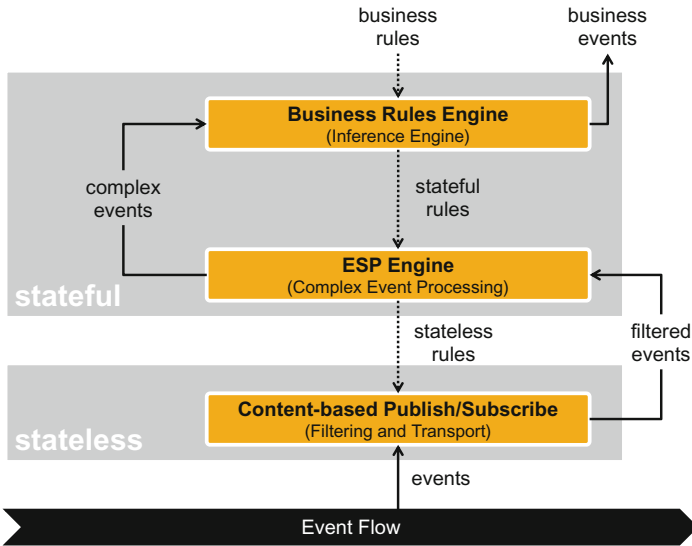 business
rules
business
events
Business Rules Engine
(Inference Engine)
complex
events
stateful
rules
ESP Engine
(Complex Event Processing)
stateful
stateless
rules
filtered
events
Content-based Publish/Subscribe
(Filtering and Transport)
stateless
events
Event Flow